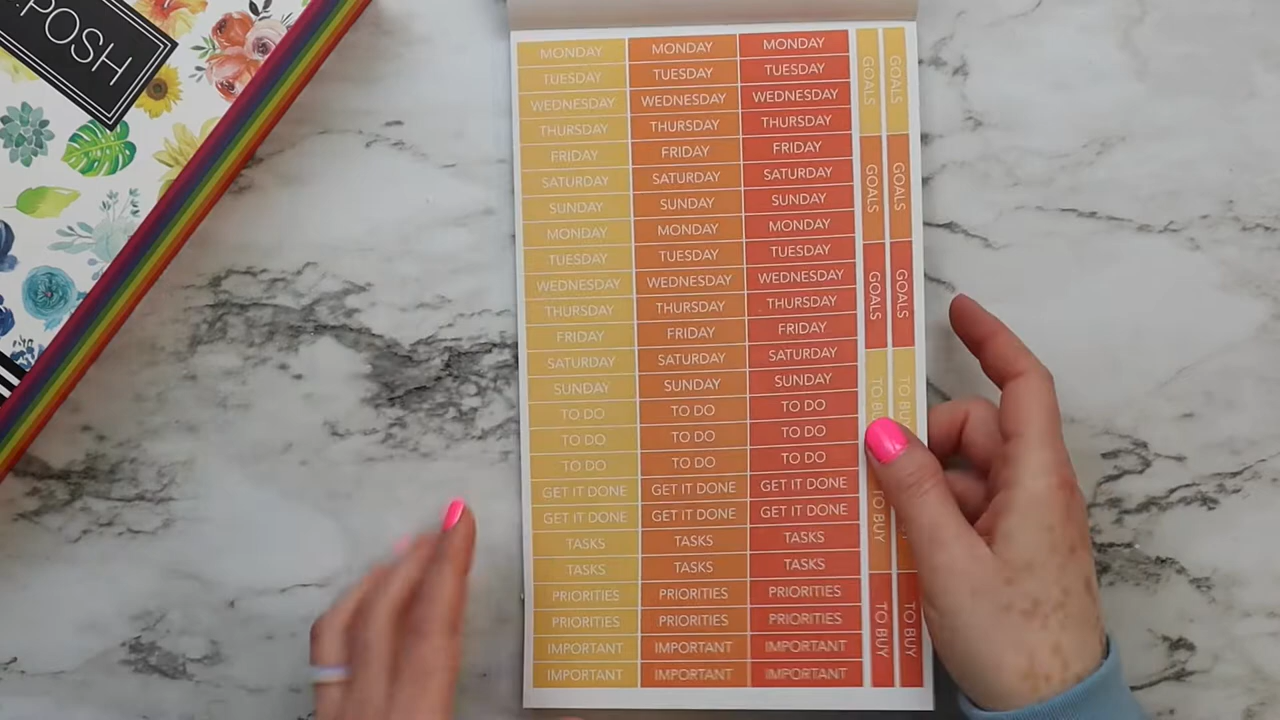 POSH
MONDAY MONDAY MONDAY
TUESDAY TUESDAY TUESDAY
WEDNESDAY WEDNESDAY WEDNESDAY
THURSDAY THURSDAY THURSDAY
FRIDAY FRIDAY FRIDAY
SATURDAY SATURDAY SATURDAY
SUNDAY SUNDAY SUNDAY
MONDAY MONDAY MONDAY
TUESDAY TUESDAY TUESDAY
WEDNESDAY WEDNESDAY WEDNESDAY
THURSDAY THURSDAY THURSDAY
FRIDAY FRIDAY FRIDAY
SATURDAY SATURDAY SATURDAY
SUNDAY SUNDAY SUNDAY
TO DO TO DO TO DO
TO DO TO DO TO DO
TO DO TO DO TO DO
GET IT DONE GET IT DONE GET IT DONE
GET IT DONE GET IT DONE GET IT DONE
TASKS TASKS TASKS
TASKS TASKS TASKS
PRIORITIES PRIORITIES PRIORITIES
PRIORITIES PRIORITIES PRIORITIES
IMPORTANT IMPORTANT IMPORTANT
IMPORTANT IMPORTANT IMPORTANT
GOALS GOALS
GOALS GOALS
GOALS GOALS
TO BUY TO BUY
TO BUY
TO BUY TO BUY